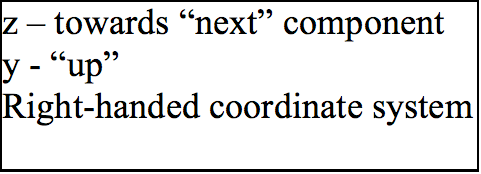 z – towards “next” component
y - “up”
Right-handed coordinate system